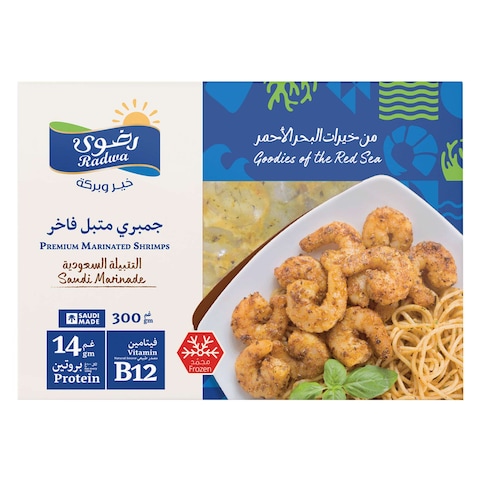 رضوى
Radwa
خير وبركة
من خيرات البحر الأحمر
Goodies of the Red Sea
جمبري متبل فاخر
PREMIUM MARINATED SHRIMPS
التتبيلة السعودية
Saudi Marinade
SAUDI MADE
300 غم gm
14 غم gm
بروتين
Protein
فيتامين
Vitamin
B12
مجمد
Frozen